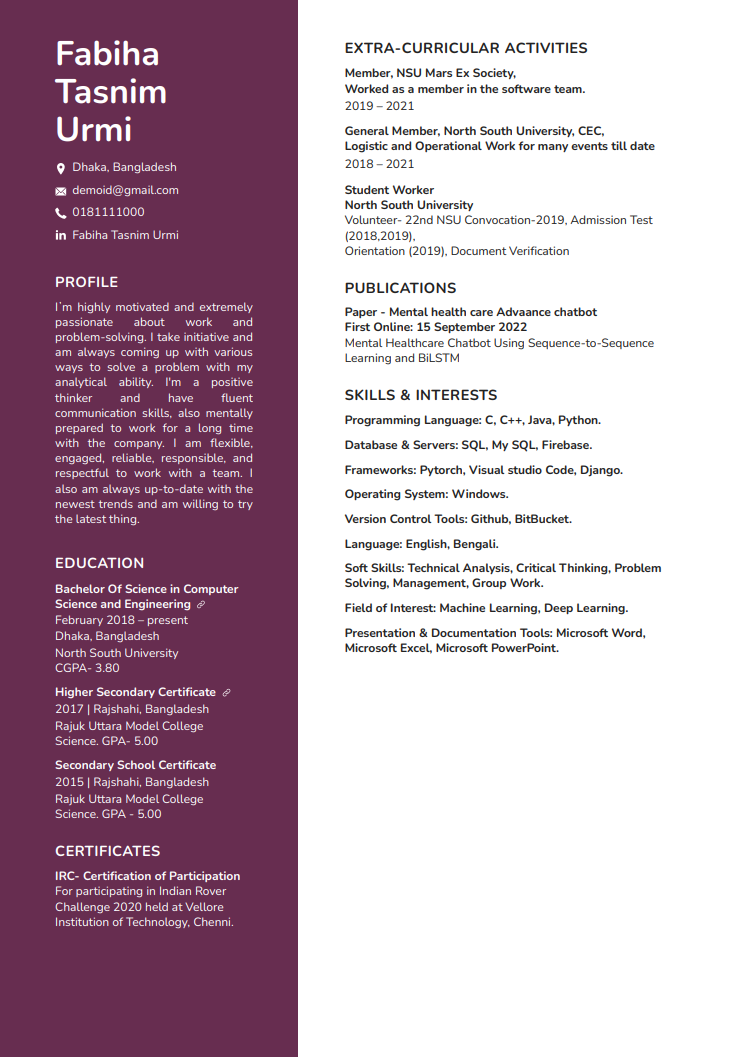 Fabiha
Tasnim
Urmi
Dhaka, Bangladesh
demoid@gmail.com
0181111000
in Fabiha Tasnim Urmi
PROFILE
I'm highly motivated and extremely
passionate about work and
problem-solving. I take initiative and
am always coming up with various
ways to solve a problem with my
analytical ability. I'm a positive
thinker and have fluent
communication skills, also mentally
prepared to work for a long time
with the company. I am flexible,
engaged, reliable, responsible, and
respectful to work with a team. I
also am always up-to-date with the
newest trends and am willing to try
the latest thing.
EDUCATION
Bachelor Of Science in Computer
Science and Engineering
February 2018 – present
Dhaka, Bangladesh
North South University
CGPA- 3.80
Higher Secondary Certificate
2017 | Rajshahi, Bangladesh
Rajuk Uttara Model College
Science. GPA- 5.00
Secondary School Certificate
2015 | Rajshahi, Bangladesh
Rajuk Uttara Model College
Science. GPA - 5.00
CERTIFICATES
IRC- Certification of Participation
For participating in Indian Rover
Challenge 2020 held at Vellore
Institution of Technology, Chenni.
EXTRA-CURRICULAR ACTIVITIES
Member, NSU Mars Ex Society,
Worked as a member in the software team.
2019 – 2021
General Member, North South University, CEC,
Logistic and Operational Work for many events till date
2018 – 2021
Student Worker
North South University
Volunteer- 22nd NSU Convocation-2019, Admission Test
(2018,2019),
Orientation (2019), Document Verification
PUBLICATIONS
Paper - Mental health care Advaance chatbot
First Online: 15 September 2022
Mental Healthcare Chatbot Using Sequence-to-Sequence
Learning and BiLSTM
SKILLS & INTERESTS
Programming Language: C, C++, Java, Python.
Database & Servers: SQL, My SQL, Firebase.
Frameworks: Pytorch, Visual studio Code, Django.
Operating System: Windows.
Version Control Tools: Github, BitBucket.
Language: English, Bengali.
Soft Skills: Technical Analysis, Critical Thinking, Problem
Solving, Management, Group Work.
Field of Interest: Machine Learning, Deep Learning.
Presentation & Documentation Tools: Microsoft Word,
Microsoft Excel, Microsoft PowerPoint.